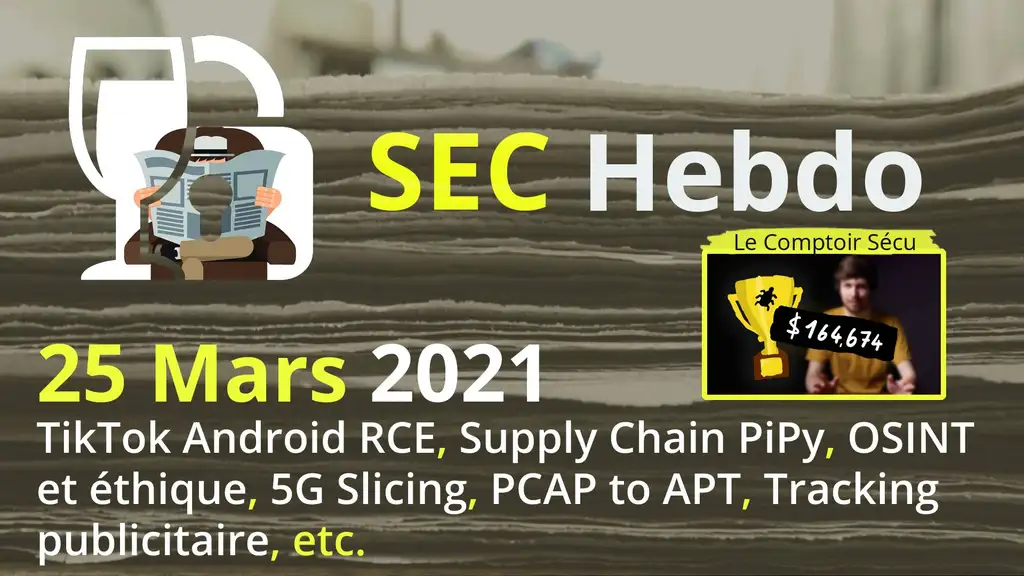 SEC Hebdo
Le Comptoir Sécu
$164,674
25 Mars 2021
TikTok Android RCE, Supply Chain PiPy, OSINT
et éthique, 5G Slicing, PCAP to APT, Tracking
publicitaire, etc.